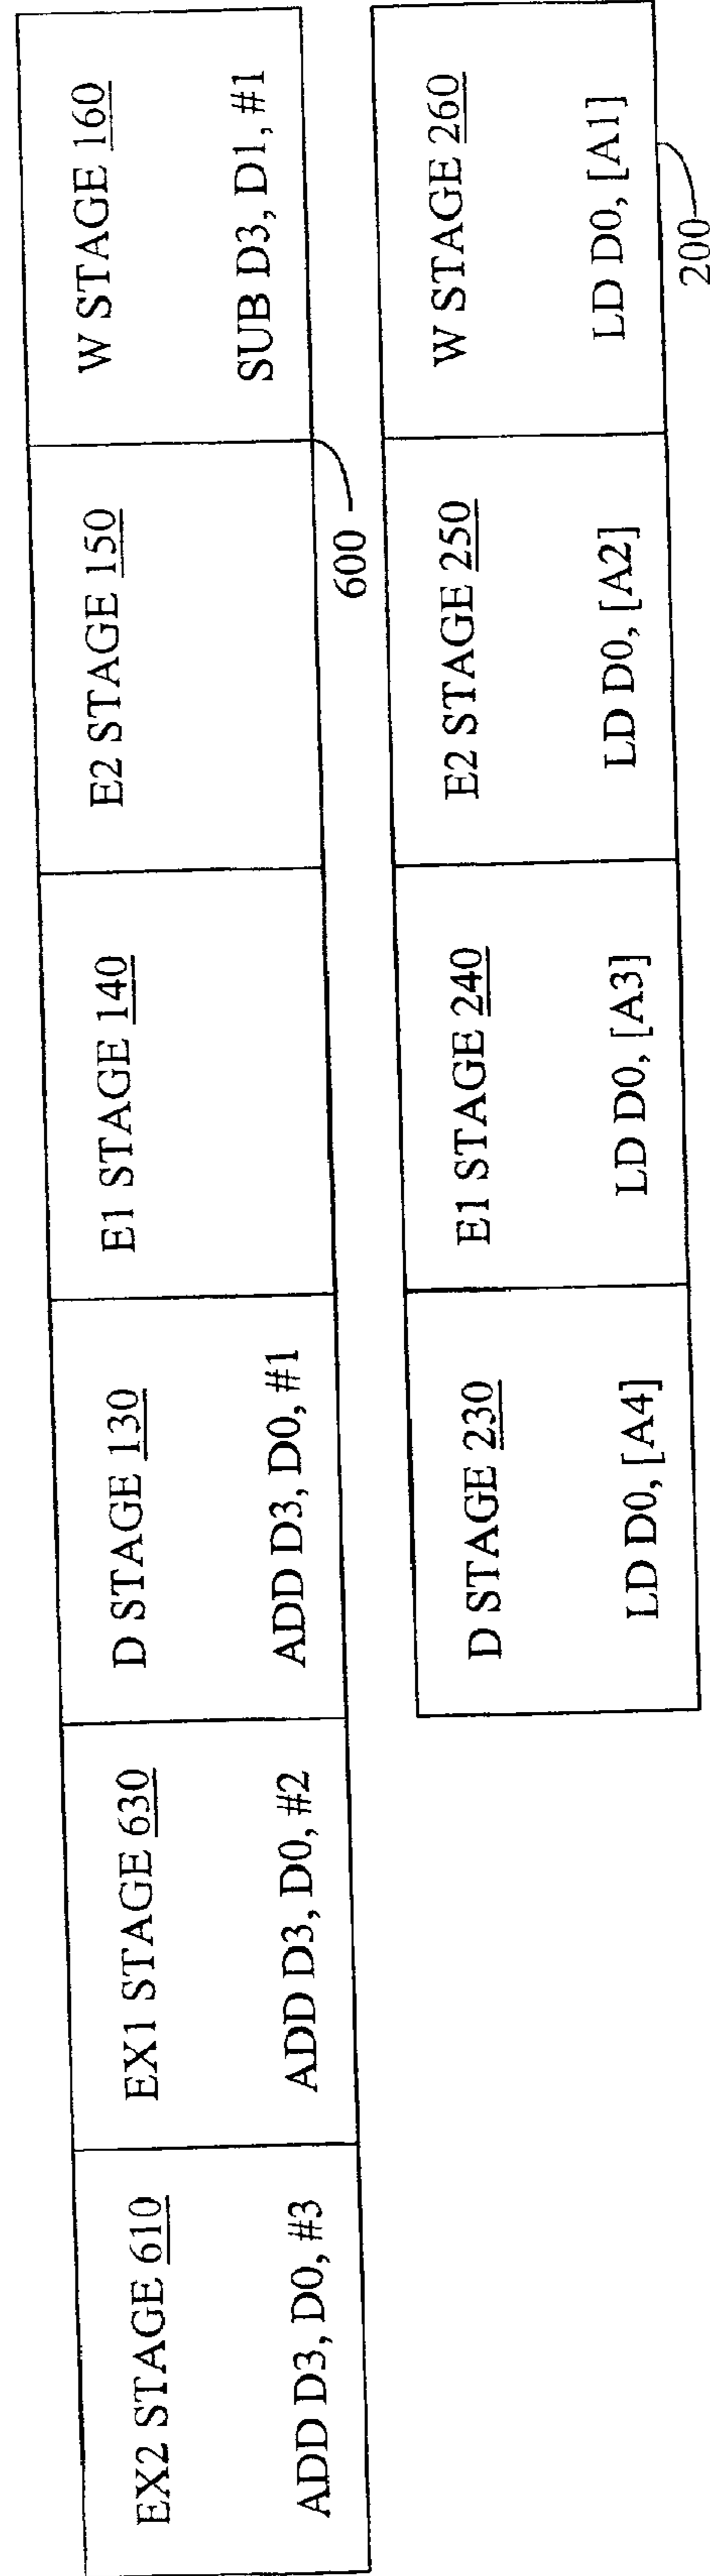 EX2 STAGE 610
ADD D3, D0, #3
EX1 STAGE 630
ADD D3, D0, #2
D STAGE 130
ADD D3, D0, #1
E1 STAGE 140
E2 STAGE 150
W STAGE 160
SUB D3, D1, #1
600
D STAGE 230
LD D0, [A4]
E1 STAGE 240
LD D0, [A3]
E2 STAGE 250
LD D0, [A2]
W STAGE 260
LD D0, [A1]
200